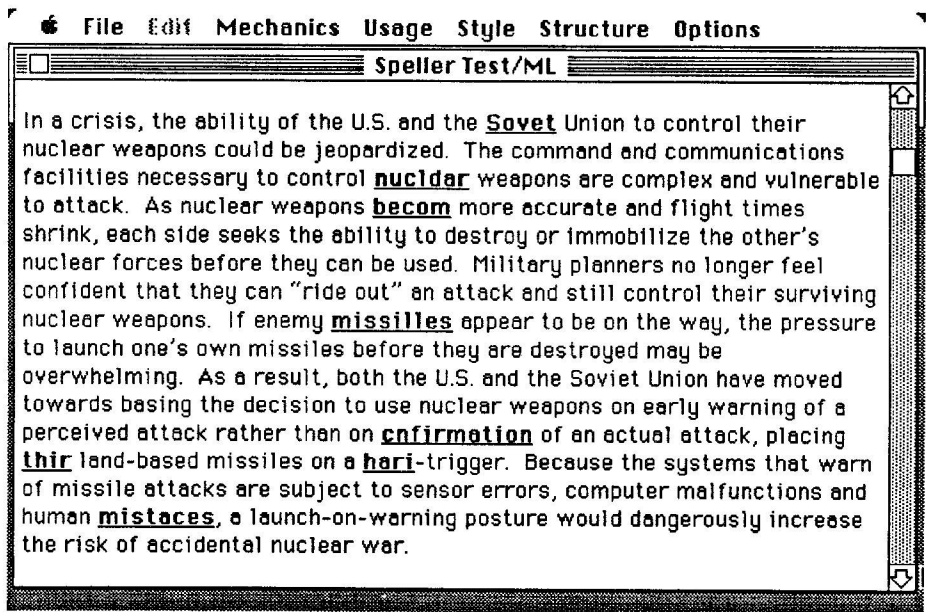 File Edit Mechanics Usage Style Structure Options
Speller Test/ML
In a crisis, the ability of the U.S. and the Sovet Union to control their
nuclear weapons could be jeopardized. The command and communications
facilities necessary to control nucldar weapons are complex and vulnerable
to attack. As nuclear weapons becom more accurate and flight times
shrink, each side seeks the ability to destroy or immobilize the other's
nuclear forces before they can be used. Military planners no longer feel
confident that they can "ride out" an attack and still control their surviving
nuclear weapons. If enemy missilles appear to be on the way, the pressure
to launch one's own missiles before they are destroyed may be
overwhelming. As a result, both the U.S. and the Soviet Union have moved
towards basing the decision to use nuclear weapons on early warning of a
perceived attack rather than on cnfirmation of an actual attack, placing
thir land-based missiles on a hari-trigger. Because the systems that warn
of missile attacks are subject to sensor errors, computer malfunctions and
human mistaces, a launch-on-warning posture would dangerously increase
the risk of accidental nuclear war.